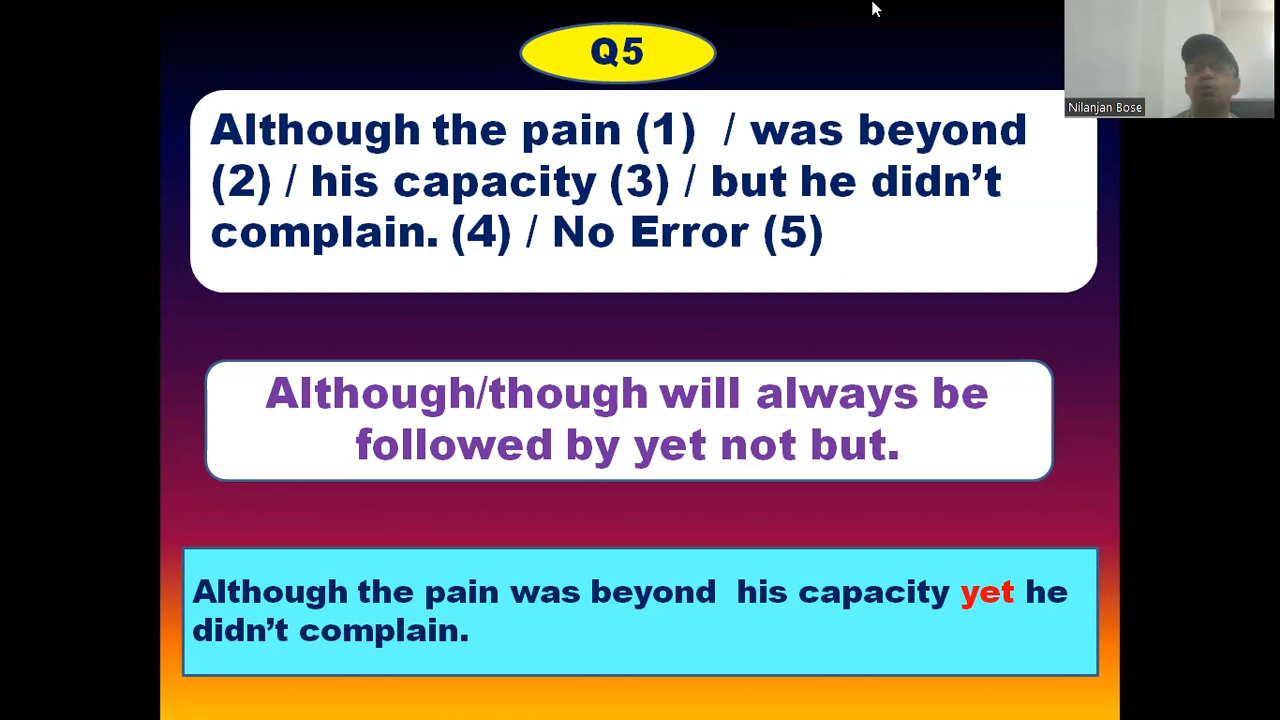 Q5
Nilanjan Bose
Although the pain (1) / was beyond
(2) / his capacity (3) / but he didn’t
complain. (4) / No Error (5)
Although/though will always be
followed by yet not but.
Although the pain was beyond his capacity yet he
didn’t complain.